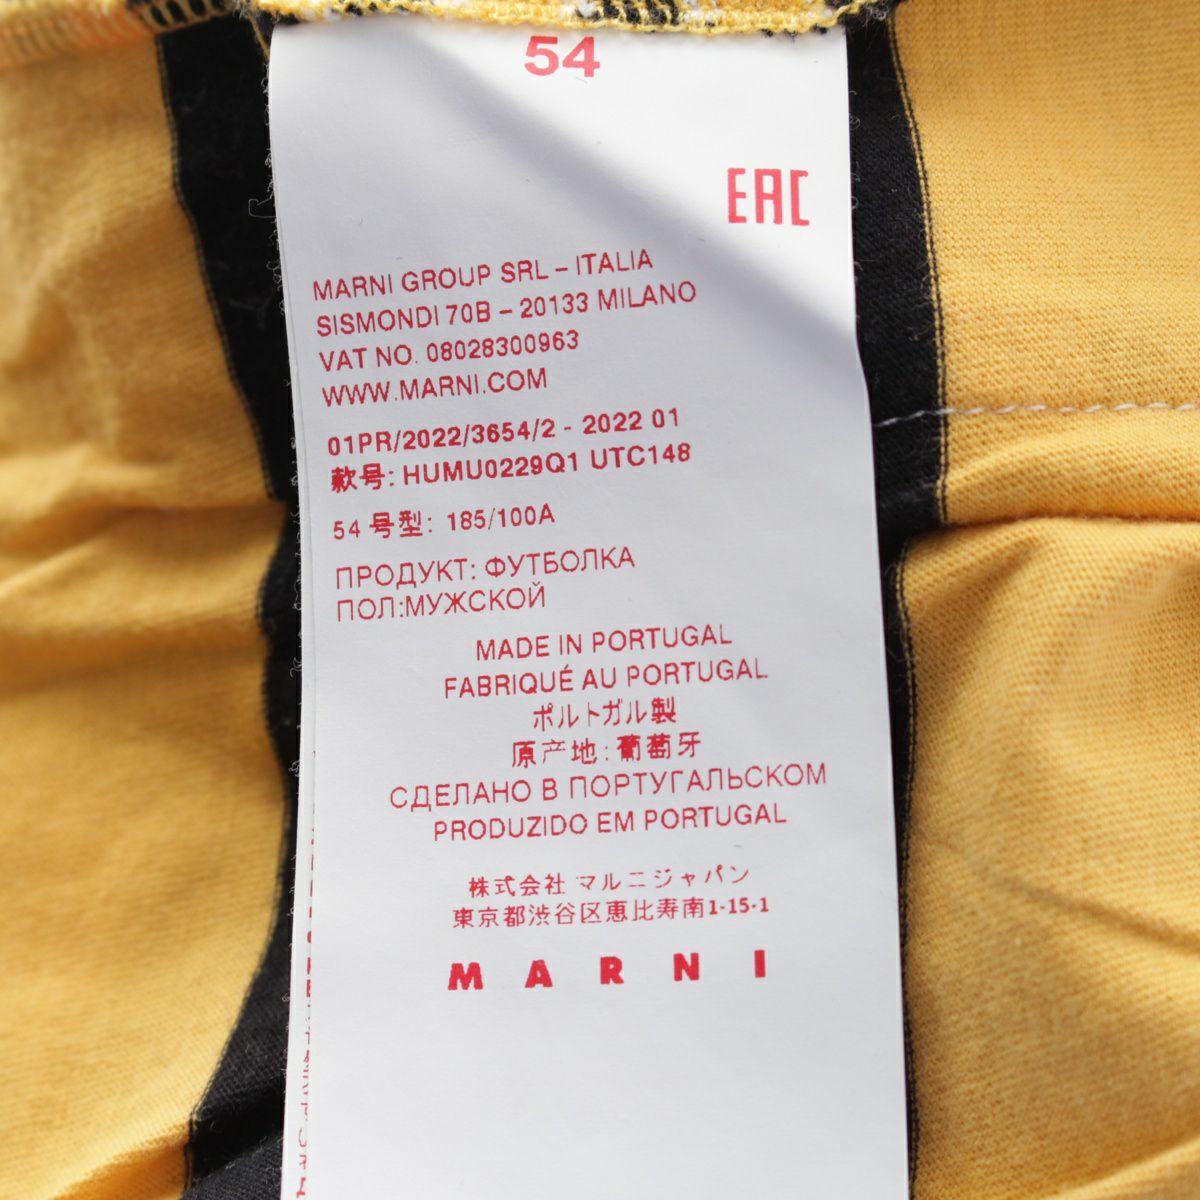 54
EAC
MARNI GROUP SRL – ITALIA
SISMONDI 70B – 20133 MILANO
VAT NO. 08028300963
WWW.MARNI.COM
01PR/2022/3654/2 - 2022 01
款号: HUMU0229Q1 UTC148
54 号型: 185/100A
ПРОДУКТ: ФУТБОЛКА
ПОЛ:МУЖСКОЙ
MADE IN PORTUGAL
FABRIQUÉ AU PORTUGAL
ポルトガル製
原产地: 葡萄牙
СДЕЛАНО В ПОРТУГАЛЬСКОМ
PRODUZIDO EM PORTUGAL
株式会社 マルニジャパン
東京都渋谷区恵比寿南1-15-1
MARNI